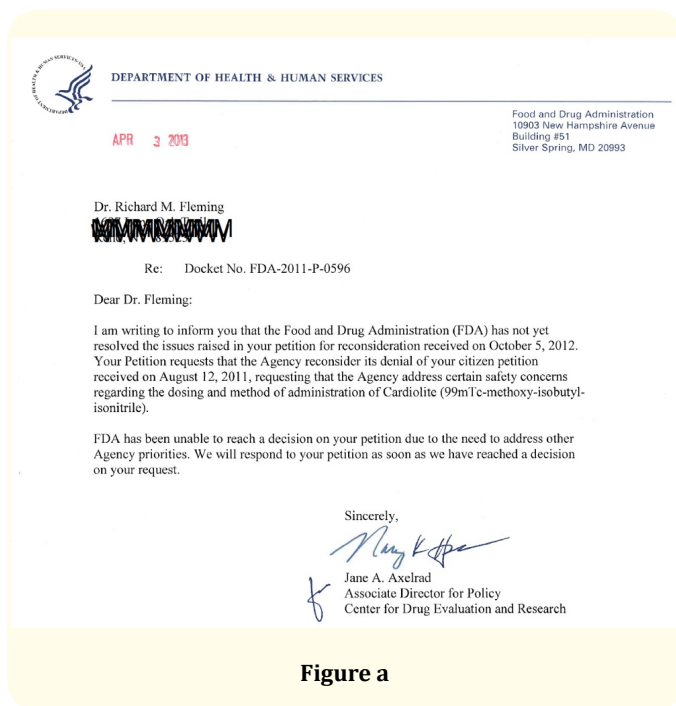 DEPARTMENT OF HEALTH & HUMAN SERVICES
Food and Drug Administration
10903 New Hampshire Avenue
Building #51
Silver Spring, MD 20993
APR 3 2013
Dr. Richard M. Fleming
Re: Docket No. FDA-2011-P-0596
Dear Dr. Fleming:
I am writing to inform you that the Food and Drug Administration (FDA) has not yet
resolved the issues raised in your petition for reconsideration received on October 5, 2012.
Your Petition requests that the Agency reconsider its denial of your citizen petition
received on August 12, 2011, requesting that the Agency address certain safety concerns
regarding the dosing and method of administration of Cardiolite (99mTc-methoxy-isobutyl-
isonitrile).
FDA has been unable to reach a decision on your petition due to the need to address other
Agency priorities. We will respond to your petition as soon as we have reached a decision
on your request.
Sincerely,
Jane A. Axelrad
Associate Director for Policy
Center for Drug Evaluation and Research
Figure a